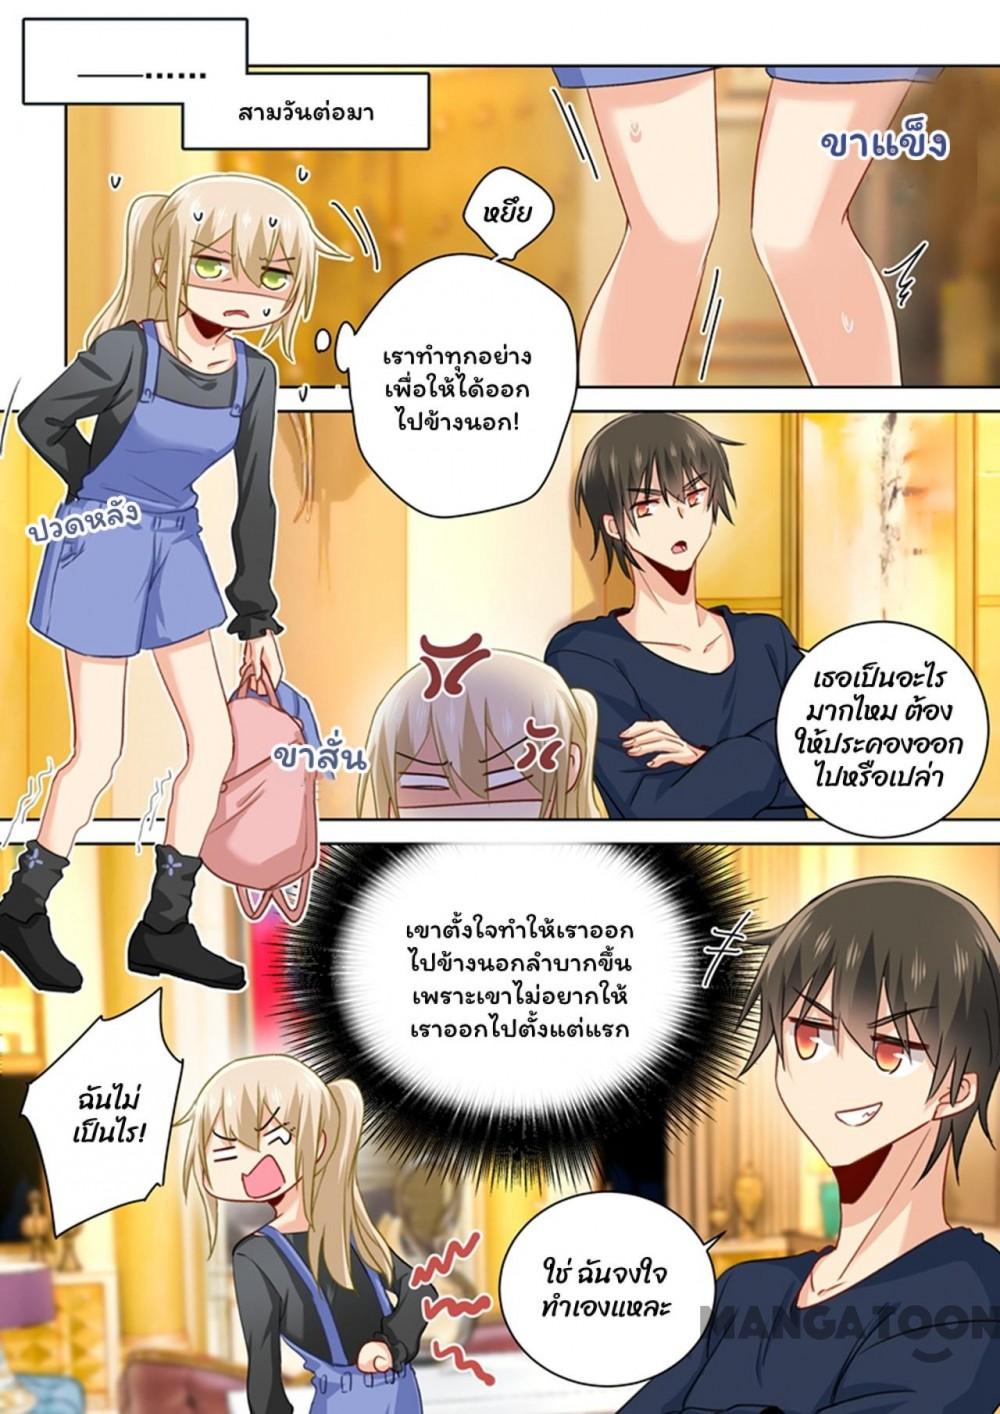 ———••••••
สามวันต่อมา
ขาแข็ง
หยึย
เราทำทุกอย่าง
เพื่อให้ได้ออก
ไปข้างนอก!
ปวดหลัง
ขาสั่น
เธอเป็นอะไร
มากไหม ต้อง
ให้ประคองออก
ไปหรือเปล่า
เขาตั้งใจทำให้เราออก
ไปข้างนอกลำบากขึ้น
เพราะเขาไม่อยากให้
เราออกไปตั้งแต่แรก
ฉันไม่
เป็นไร!
ใช่ ฉันจงใจ
ทำเองแหละ
MANGATOON